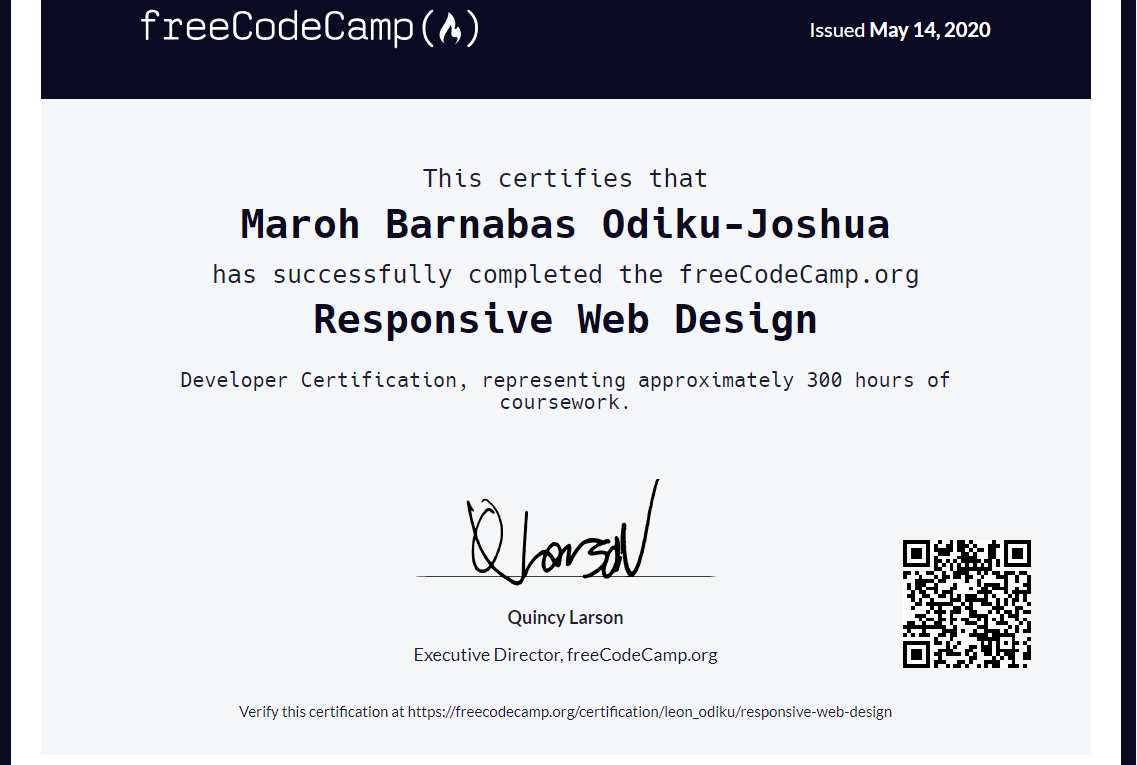 freeCodeCamp
Issued May 14, 2020
This certifies that
Maroh Barnabas Odiku-Joshua
has successfully completed the freeCodeCamp.org
Responsive Web Design
Developer Certification, representing approximately 300 hours of
coursework.
Q Larson
Quincy Larson
Executive Director, freeCodeCamp.org
Verify this certification at https://freecodecamp.org/certification/leon_odiku/responsive-web-design